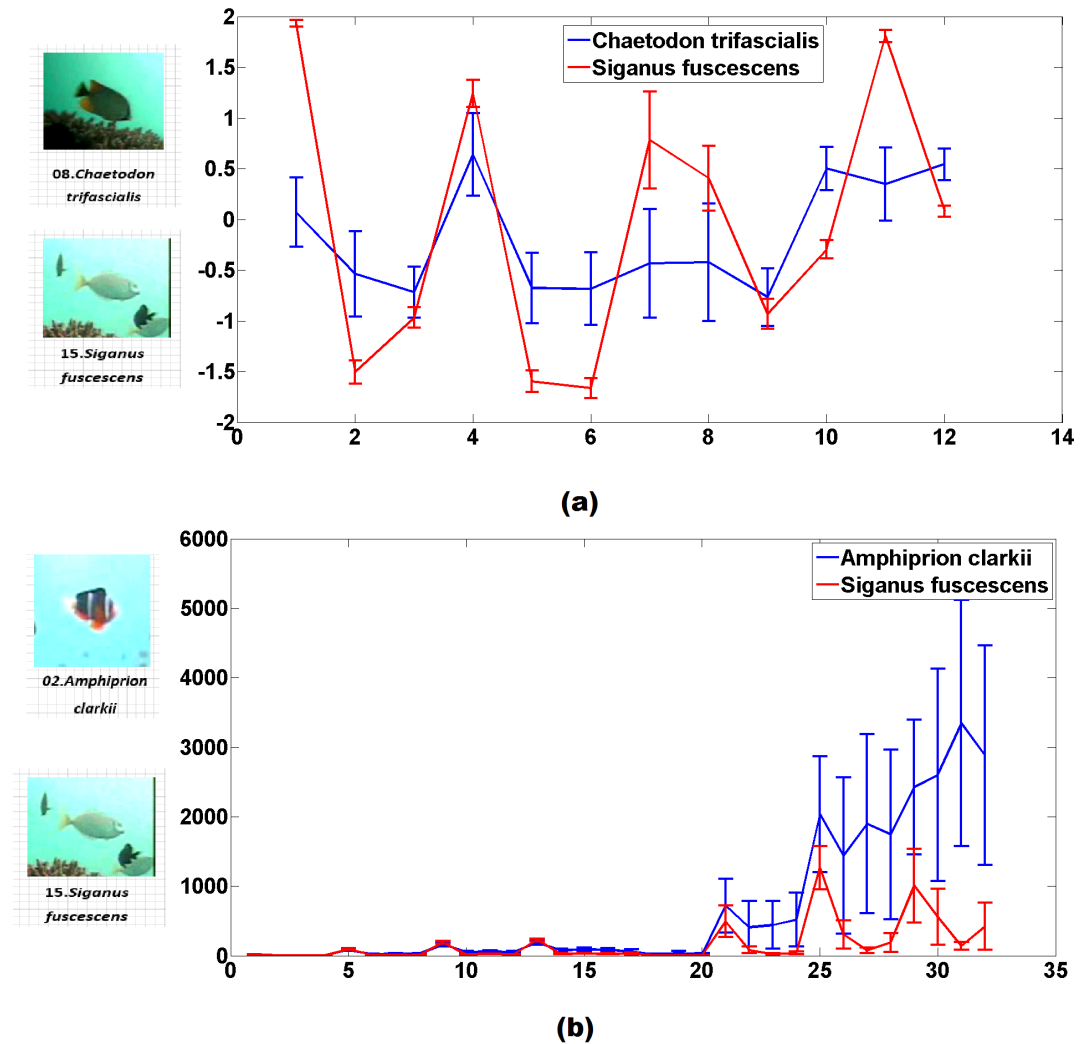 2
1.5
1
0.5
0
-0.5
-1
-1.5
-2
0 2 4 6 8 10 12 14
Chaetodon trifascialis
Siganus fuscescens
08.Chaetodon
trifascialis
15.Siganus
fuscescens
(a)
6000
5000
4000
3000
2000
1000
0
0 5 10 15 20 25 30 35
Amphiprion clarkii
Siganus fuscescens
02.Amphiprion
clarkii
15.Siganus
fuscescens
(b)